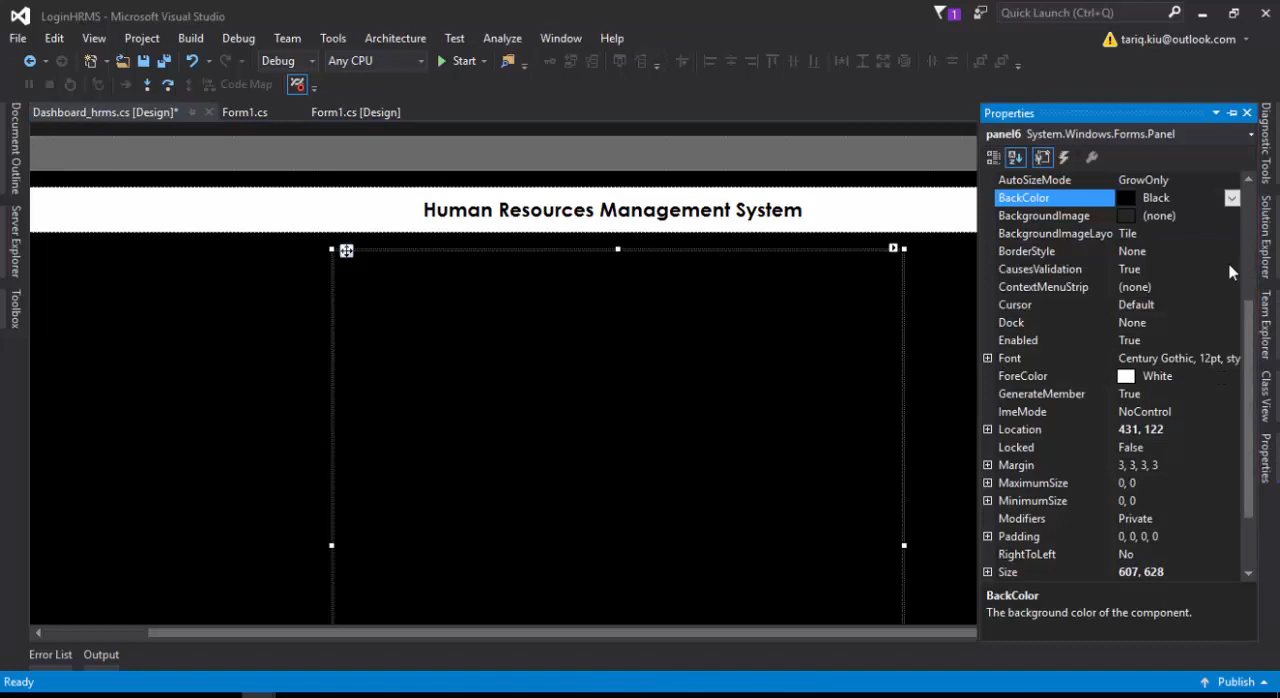 LoginHRMS - Microsoft Visual Studio
1
Quick Launch (Ctrl+Q)
File Edit View Project Build Debug Team Tools Architecture Test Analyze Window Help
tariq.kiu@outlook.com
Debug Any CPU Start
Code Map
Dashboard_hrms.cs [Design]* Form1.cs Form1.cs [Design]
Document Outline
Server Explorer
Toolbox
Human Resources Management System
Properties
panel6 System.Windows.Forms.Panel
AutoSizeMode GrowOnly
BackColor Black
BackgroundImage (none)
BackgroundImageLayo Tile
BorderStyle None
CausesValidation True
ContextMenuStrip (none)
Cursor Default
Dock None
Enabled True
Font Century Gothic, 12pt, sty
ForeColor White
GenerateMember True
ImeMode NoControl
Location 431, 122
Locked False
Margin 3, 3, 3, 3
MaximumSize 0, 0
MinimumSize 0, 0
Modifiers Private
Padding 0, 0, 0, 0
RightToLeft No
Size 607, 628
BackColor
The background color of the component.
Diagnostic Tools
Solution Explorer
Team Explorer
Class View
Properties
Error List Output
Ready
Publish